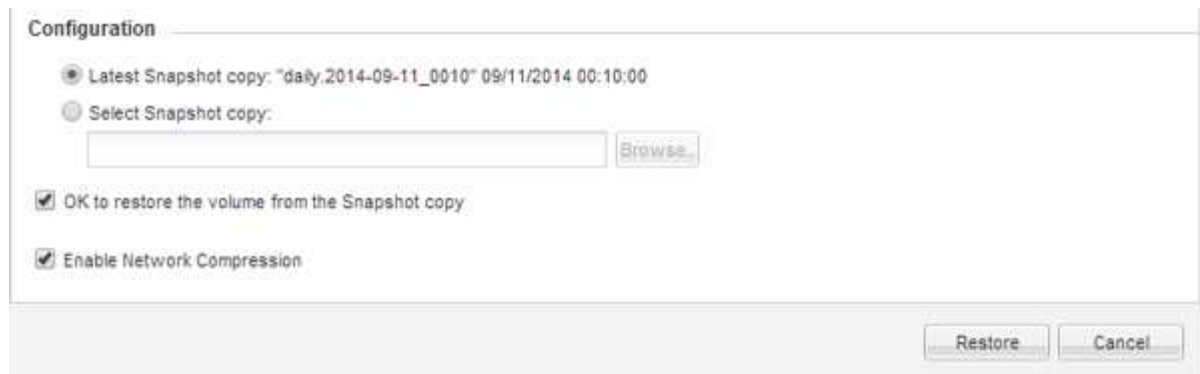 Configuration
Latest Snapshot copy: "daily.2014-09-11_0010" 09/11/2014 00:10:00
Select Snapshot copy:
Browse...
OK to restore the volume from the Snapshot copy
Enable Network Compression
Restore
Cancel